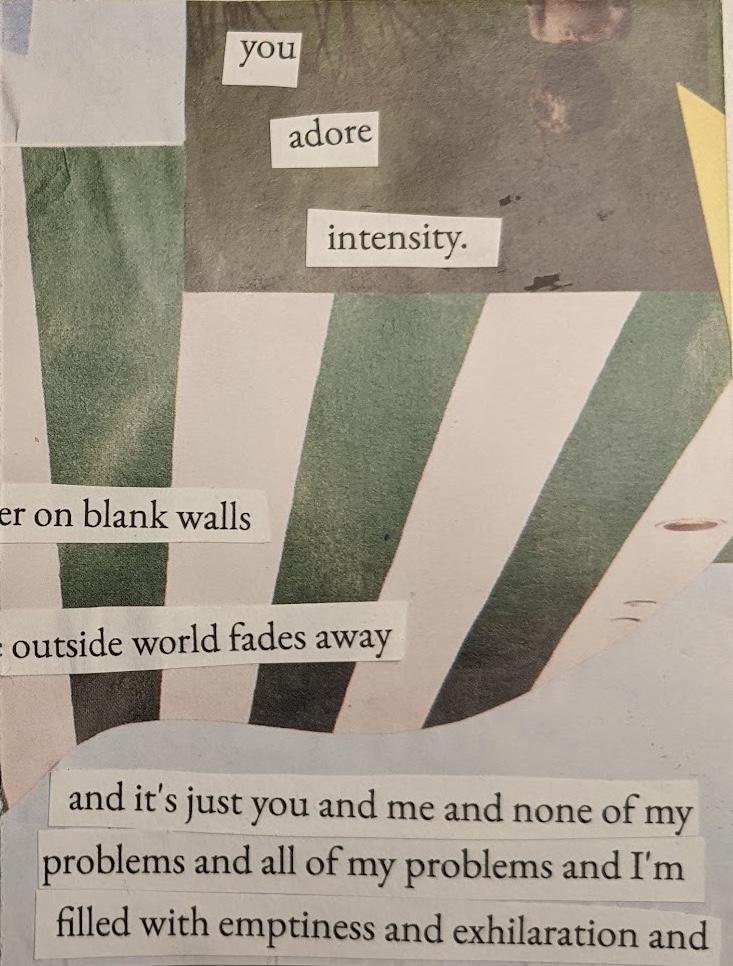 you
adore
intensity.
er on blank walls
outside world fades away
and it's just you and me and none of my
problems and all of my problems and I'm
filled with emptiness and exhilaration and